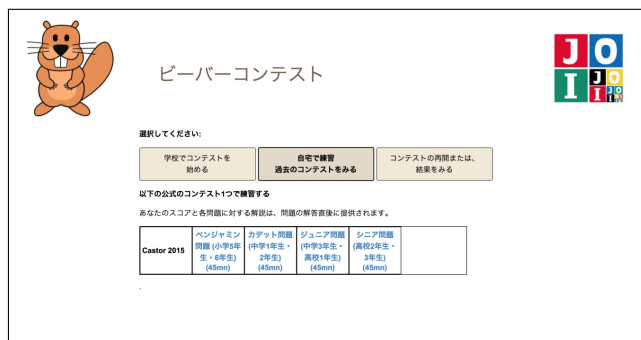 ビーバーコンテスト
JO
I JO
I I JO
I I
選択してください:
学校でコンテストを
始める
自宅で練習
過去のコンテストをみる
コンテストの再開または、
結果をみる
以下の公式のコンテスト1つで練習する
あなたのスコアと各問題に対する解説は、問題の解答直後に提供されます。
Castor 2015
ベンジャミン
問題 (小学5年
生・6年生)
(45mn)
カデット問題
(中学1年生・
2年生)
(45mn)
ジュニア問題
(中学3年生・
高校1年生)
(45mn)
シニア問題
(高校2年生・
3年生)
(45mn)
.